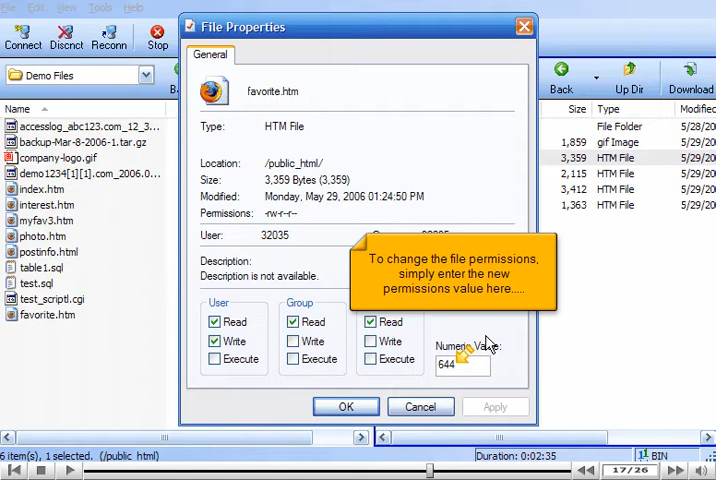 File Edit View Tools Help
File Properties
Connect Discnct Reconn Stop
General
Demo Files
Back Up Dir Download
favorite.htm
Name
Size Type Modified
Type: HTM File
accesslog_abc123.com_12_3...
File Folder 5/28/20
backup-Mar-8-2006-1.tar.gz
1,859 gif Image 5/29/200
company-logo.gif
Location: /public_html/
3,359 HTM File 5/29/200
demo1234[1][1].com_2006.0...
Size: 3,359 Bytes (3,359)
2,115 HTM File 5/29/200
index.htm
Modified: Monday, May 29, 2006 01:24:50 PM
3,412 HTM File 5/29/200
interest.htm
Permissions: -rw-r--r--
1,363 HTM File 5/29/200
myfav3.htm
photo.htm
User: 32035
postinfo.html
To change the file permissions,
simply enter the new
permissions value here.....
Description:
table1.sql
Description is not available.
test.sql
test_scriptl.cgi
User Group
favorite.htm
Read Read Read
Write Write Write
Numeric Value:
Execute Execute Execute
644
OK Cancel Apply
6 item(s), 1 selected. (/public_html)
Duration: 0:02:35
BIN
17/26